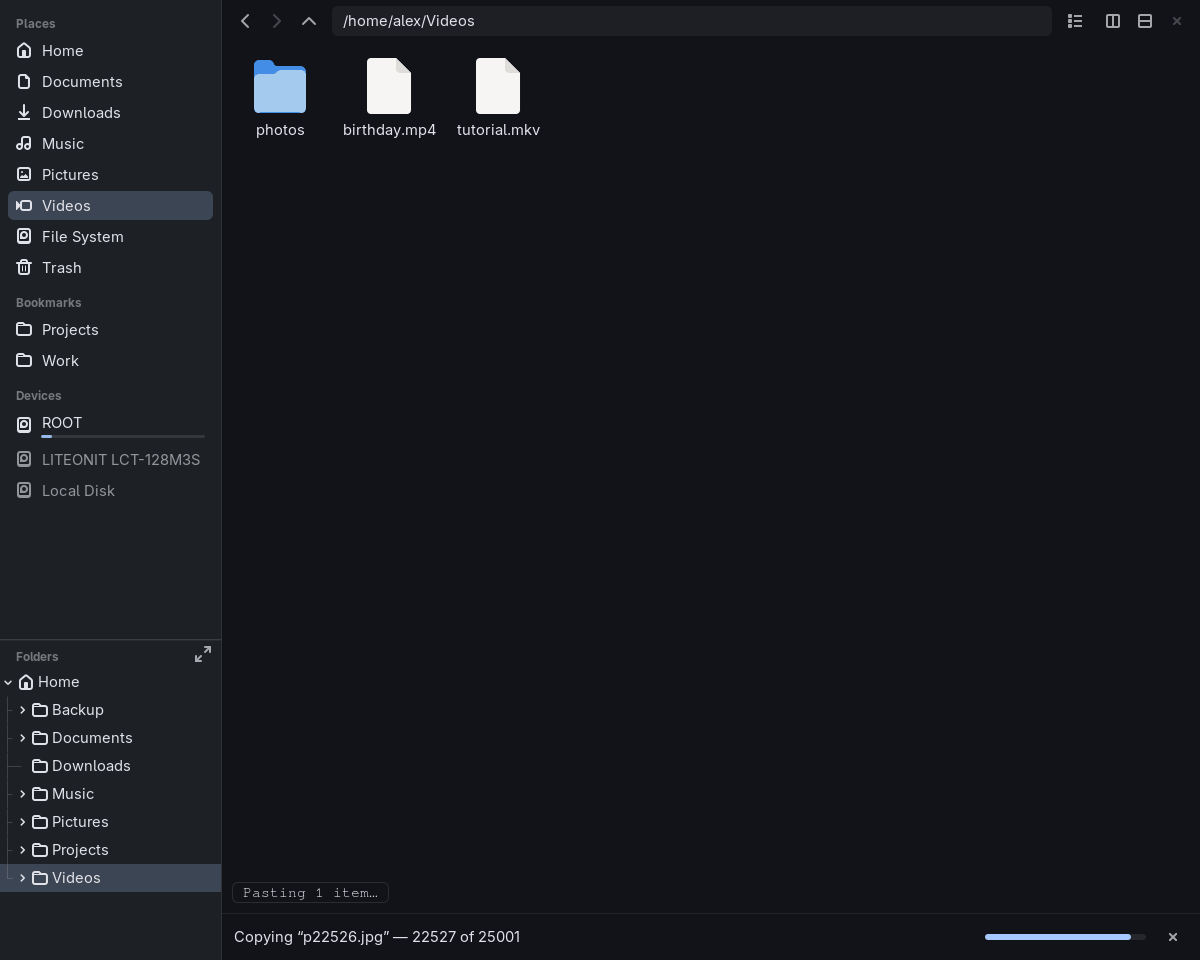 Places
Home
Documents
Downloads
Music
Pictures
Videos
File System
Trash
Bookmarks
Projects
Work
Devices
ROOT
LITEONIT LCT-128M3S
Local Disk
Folders
Home
Backup
Documents
Downloads
Music
Pictures
Projects
Videos
/home/alex/Videos
photos
birthday.mp4
tutorial.mkv
Pasting 1 item…
Copying “p22526.jpg” — 22527 of 25001